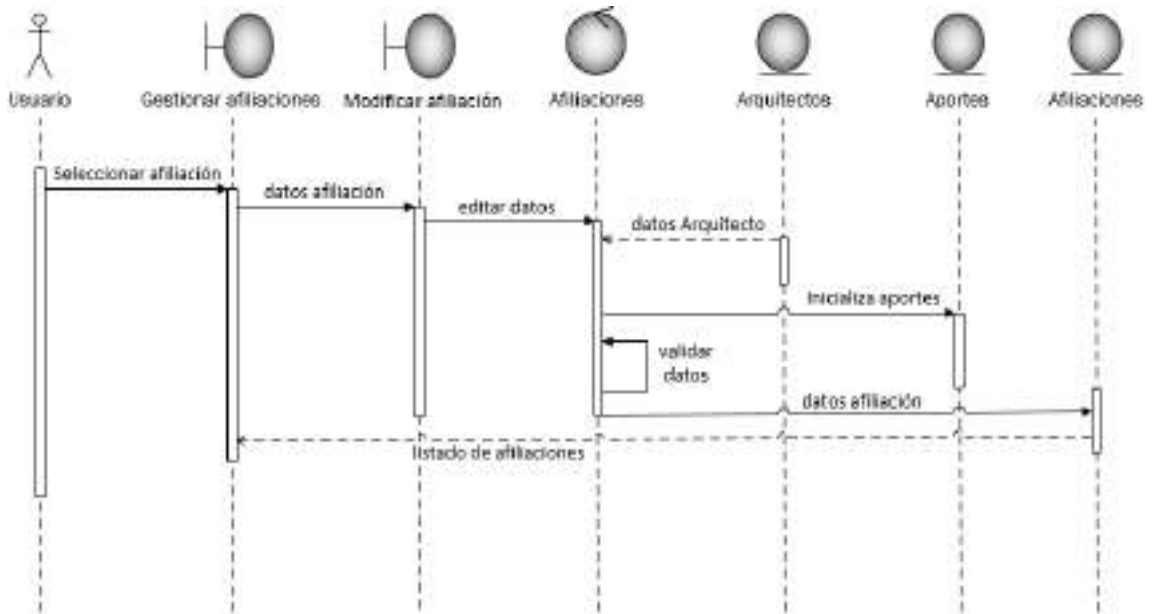 Usuario
Gestionar afiliaciones
Modificar afiliación
Afiliaciones
Arquitectos
Aportes
Afiliaciones
Seleccionar afiliación
datos afiliación
editar datos
datos Arquitecto
Inicializa aportes
validar
datos
datos afiliación
listado de afiliaciones